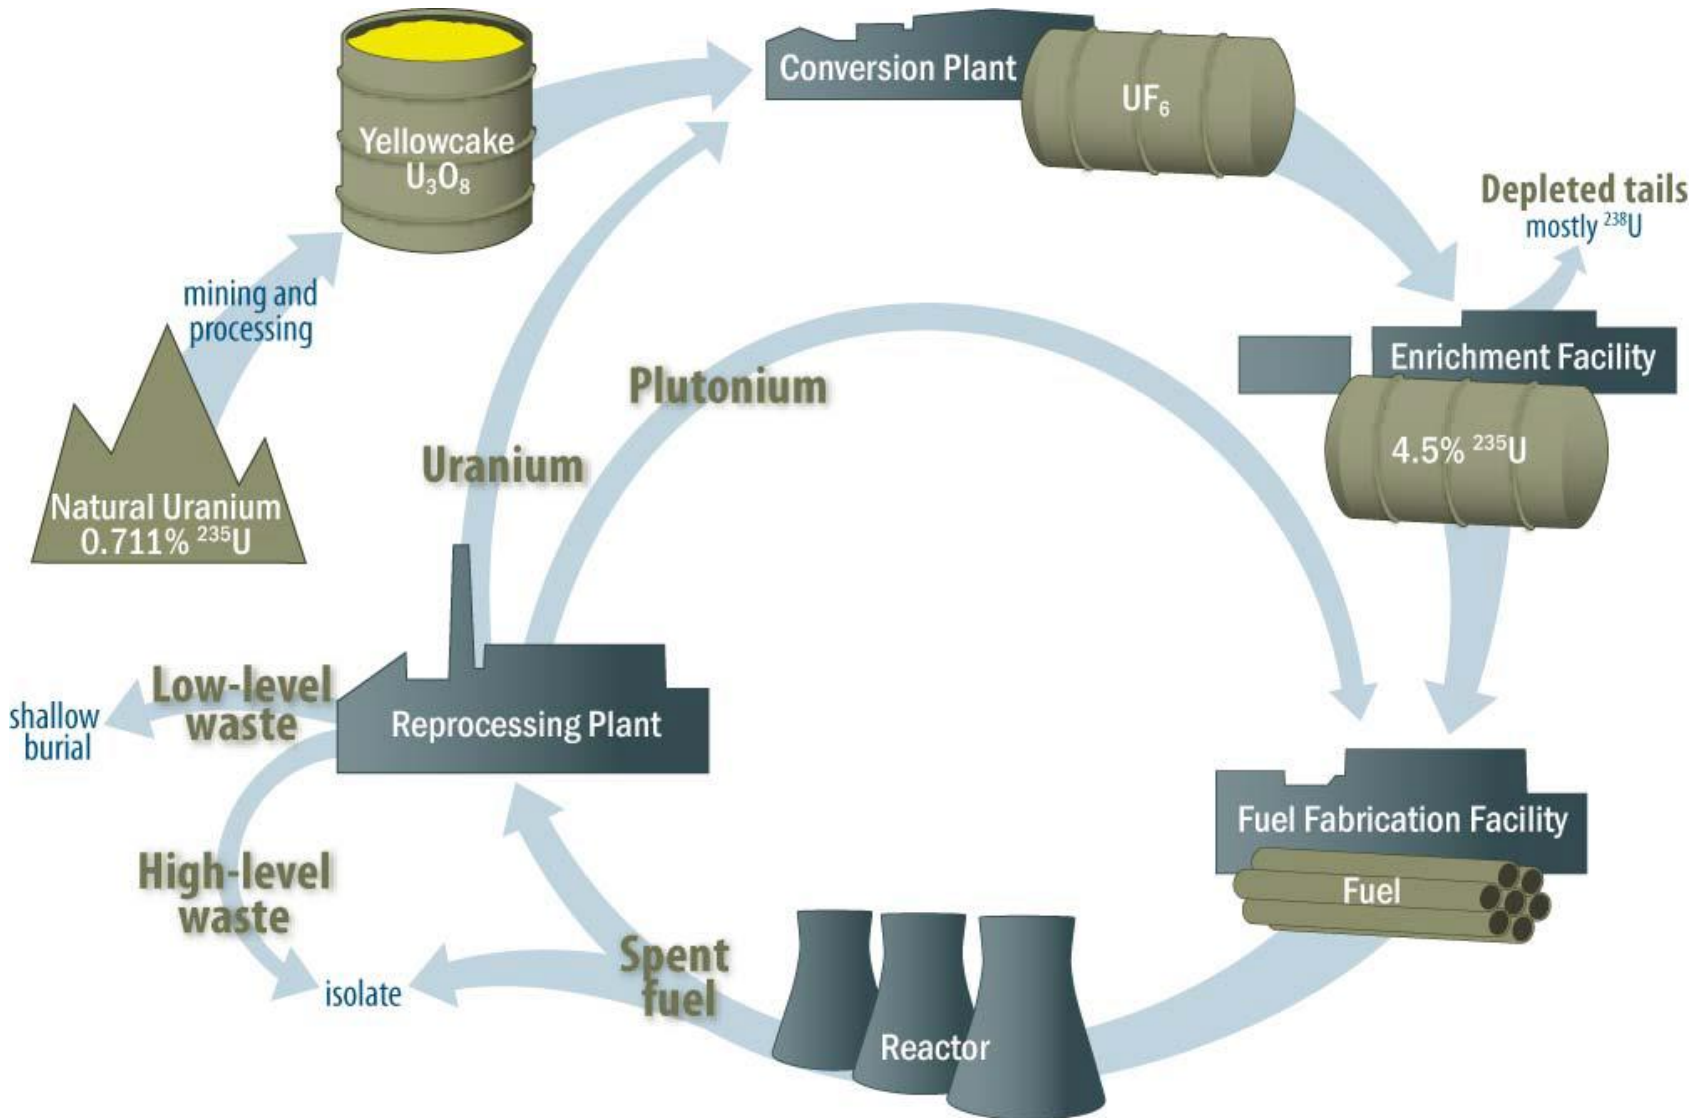 Yellowcake
U₃O₈
Conversion Plant
UF₆
Depleted tails
mostly ²³⁸U
mining and
processing
Enrichment Facility
4.5% ²³⁵U
Plutonium
Uranium
Natural Uranium
0.711% ²³⁵U
Low-level
waste
shallow
burial
Reprocessing Plant
Fuel Fabrication Facility
Fuel
High-level
waste
isolate
Spent
fuel
Reactor